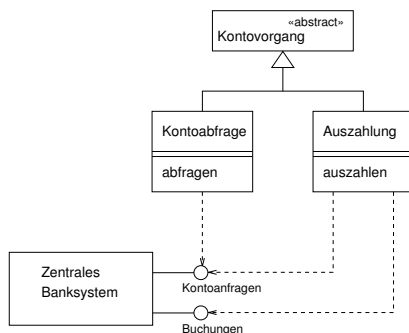 «abstract»
Kontovorgang
Kontoabfrage
Auszahlung
abfragen
auszahlen
Zentrales
Banksystem
Kontoanfragen
Buchungen